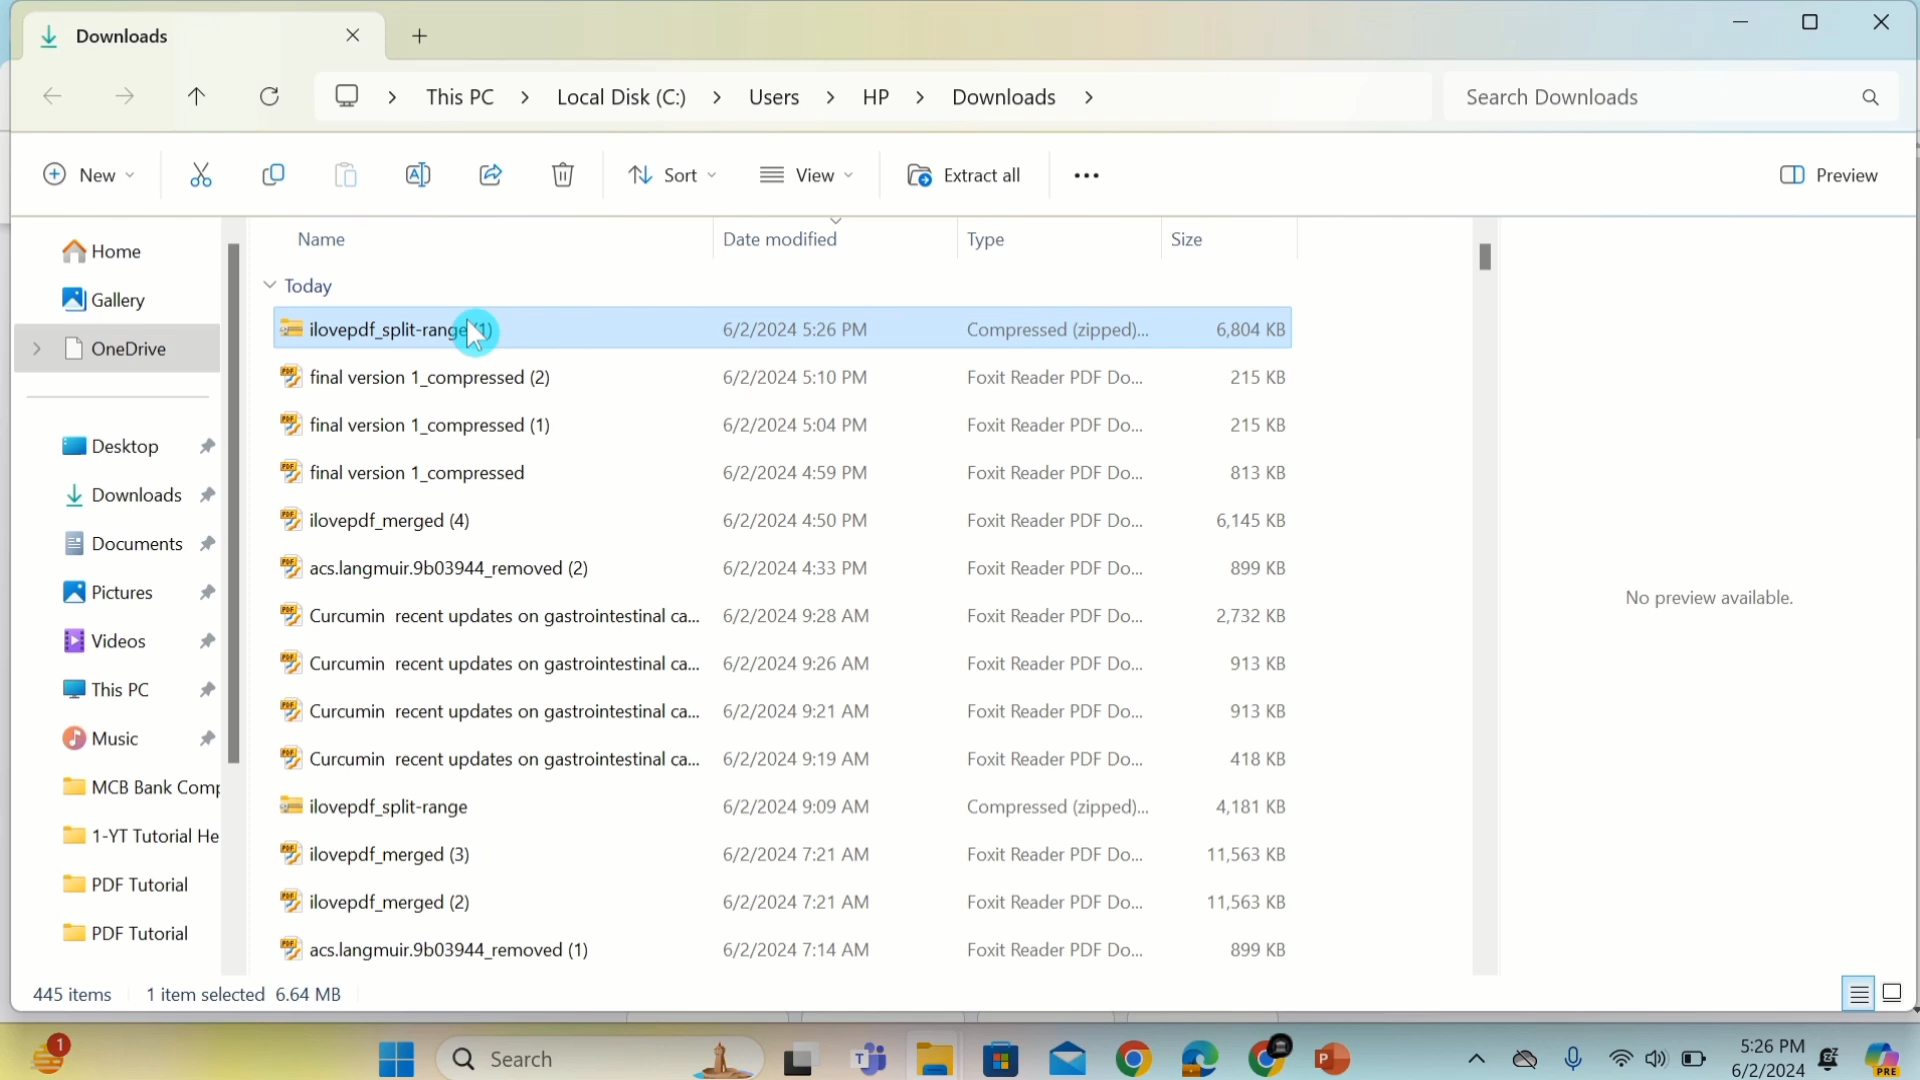 Downloads
This PC Local Disk (C:) Users HP Downloads Search Downloads
New Sort View Extract all Preview
Home
Gallery
OneDrive
Desktop
Downloads
Documents
Pictures
Videos
This PC
Music
MCB Bank Comp
1-YT Tutorial He
PDF Tutorial
PDF Tutorial
Name Date modified Type Size
Today
ilovepdf_split-range (1) 6/2/2024 5:26 PM Compressed (zipped)... 6,804 KB
final version 1_compressed (2) 6/2/2024 5:10 PM Foxit Reader PDF Do... 215 KB
final version 1_compressed (1) 6/2/2024 5:04 PM Foxit Reader PDF Do... 215 KB
final version 1_compressed 6/2/2024 4:59 PM Foxit Reader PDF Do... 813 KB
ilovepdf_merged (4) 6/2/2024 4:50 PM Foxit Reader PDF Do... 6,145 KB
acs.langmuir.9b03944_removed (2) 6/2/2024 4:33 PM Foxit Reader PDF Do... 899 KB
Curcumin recent updates on gastrointestinal ca... 6/2/2024 9:28 AM Foxit Reader PDF Do... 2,732 KB
Curcumin recent updates on gastrointestinal ca... 6/2/2024 9:26 AM Foxit Reader PDF Do... 913 KB
Curcumin recent updates on gastrointestinal ca... 6/2/2024 9:21 AM Foxit Reader PDF Do... 913 KB
Curcumin recent updates on gastrointestinal ca... 6/2/2024 9:19 AM Foxit Reader PDF Do... 418 KB
ilovepdf_split-range 6/2/2024 9:09 AM Compressed (zipped)... 4,181 KB
ilovepdf_merged (3) 6/2/2024 7:21 AM Foxit Reader PDF Do... 11,563 KB
ilovepdf_merged (2) 6/2/2024 7:21 AM Foxit Reader PDF Do... 11,563 KB
acs.langmuir.9b03944_removed (1) 6/2/2024 7:14 AM Foxit Reader PDF Do... 899 KB
No preview available.
445 items 1 item selected 6.64 MB
1 Search 5:26 PM
6/2/2024
PRE